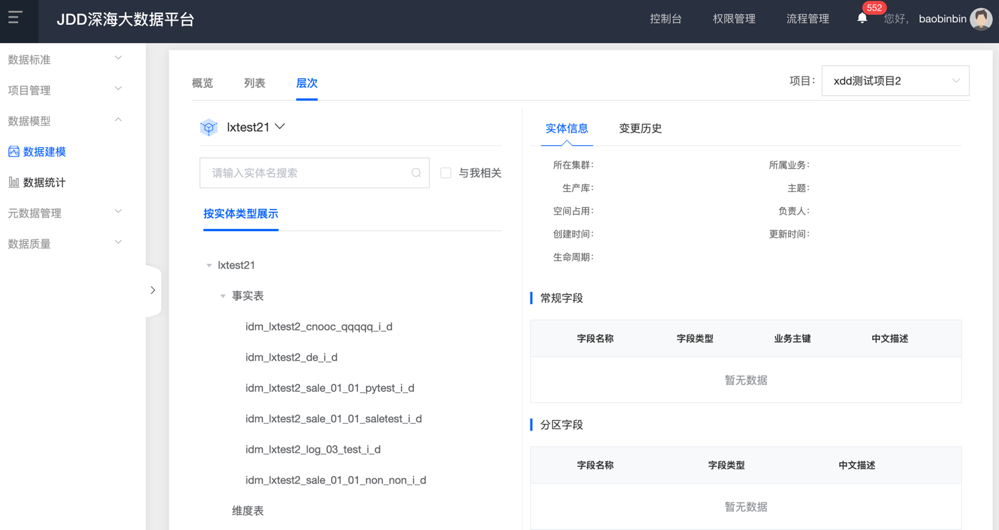 JDD深海大数据平台
控制台
权限管理
流程管理
552
您好，
baobinbin
数据标准
项目管理
数据模型
数据建模
数据统计
元数据管理
数据质量
概览
列表
层次
项目：
xdd测试项目2
lxtest21
请输入实体名搜索
与我相关
按实体类型展示
lxtest21
事实表
idm_lxtest2_cnooc_qqqqq_i_d
idm_lxtest2_de_i_d
idm_lxtest2_sale_01_01_pytest_i_d
idm_lxtest2_sale_01_01_saletest_i_d
idm_lxtest2_log_03_test_i_d
idm_lxtest2_sale_01_01_non_non_i_d
维度表
实体信息
变更历史
所在集群：
所属业务：
生产库：
主题：
空间占用：
负责人：
创建时间：
更新时间：
生命周期：
常规字段
字段名称 字段类型 业务主键 中文描述
暂无数据
分区字段
字段名称 字段类型 中文描述
暂无数据